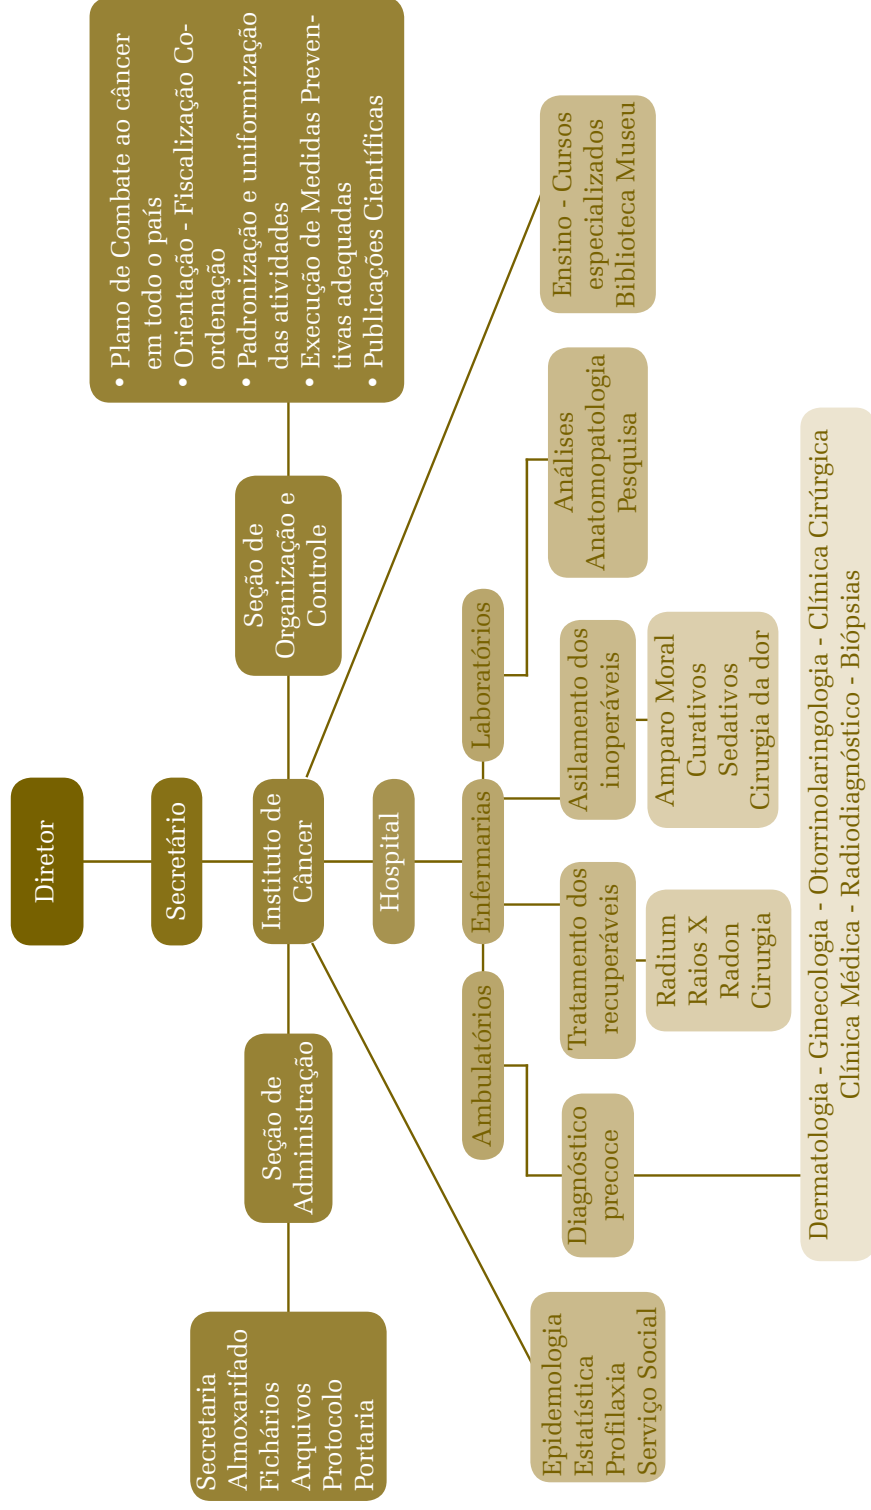 Diretor
Secretário
Instituto de
Câncer
Seção de
Administração
Secretaria
Almoxarifado
Fichários
Arquivos
Protocolo
Portaria
Seção de
Organização e
Controle
• Plano de Combate ao câncer
em todo o país
• Orientação - Fiscalização Co-
ordenação
• Padronização e uniformização
das atividades
• Execução de Medidas Preven-
tivas adequadas
• Publicações Científicas
Hospital
Ambulatórios
Enfermarias
Laboratórios
Epidemologia
Estatística
Profilaxia
Serviço Social
Diagnóstico
precoce
Tratamento dos
recuperáveis
Asilamento dos
inoperáveis
Análises
Anatomopatologia
Pesquisa
Ensino - Cursos
especializados
Biblioteca Museu
Radium
Raios X
Radon
Cirurgia
Amparo Moral
Curativos
Sedativos
Cirurgia da dor
Dermatologia - Ginecologia - Otorrinolaringologia - Clínica Cirúrgica
Clínica Médica - Radiodiagnóstico - Biópsias